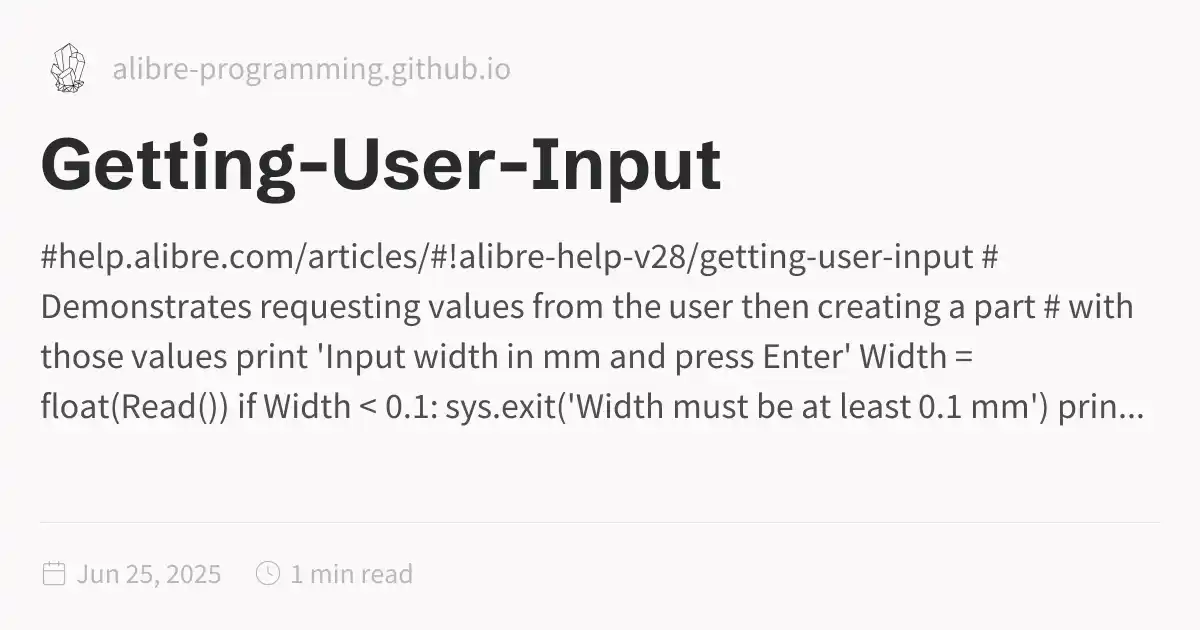 alibre-programming.github.io
Getting-User-Input
#help.alibre.com/articles/#!alibre-help-v28/getting-user-input #
Demonstrates requesting values from the user then creating a part # with
those values print 'Input width in mm and press Enter' Width =
float(Read()) if Width < 0.1: sys.exit('Width must be at least 0.1 mm') prin...
Jun 25, 2025 1 min read